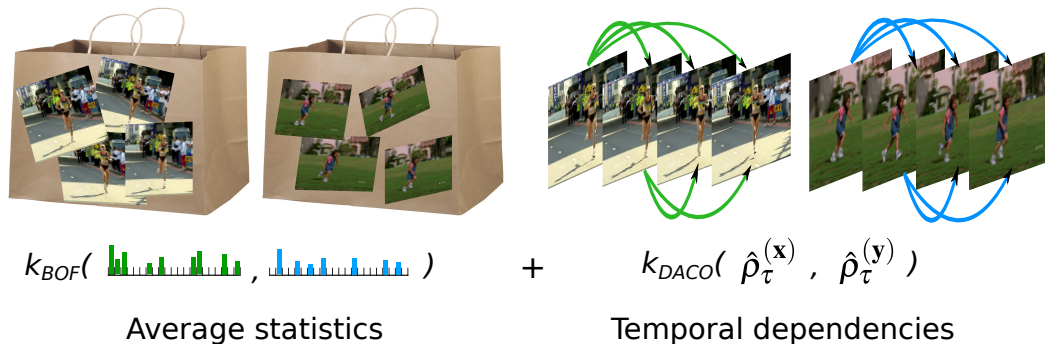 k_BOF( , ) + k_DACO( ρ̂_τ^(x) , ρ̂_τ^(y) )
Average statistics Temporal dependencies